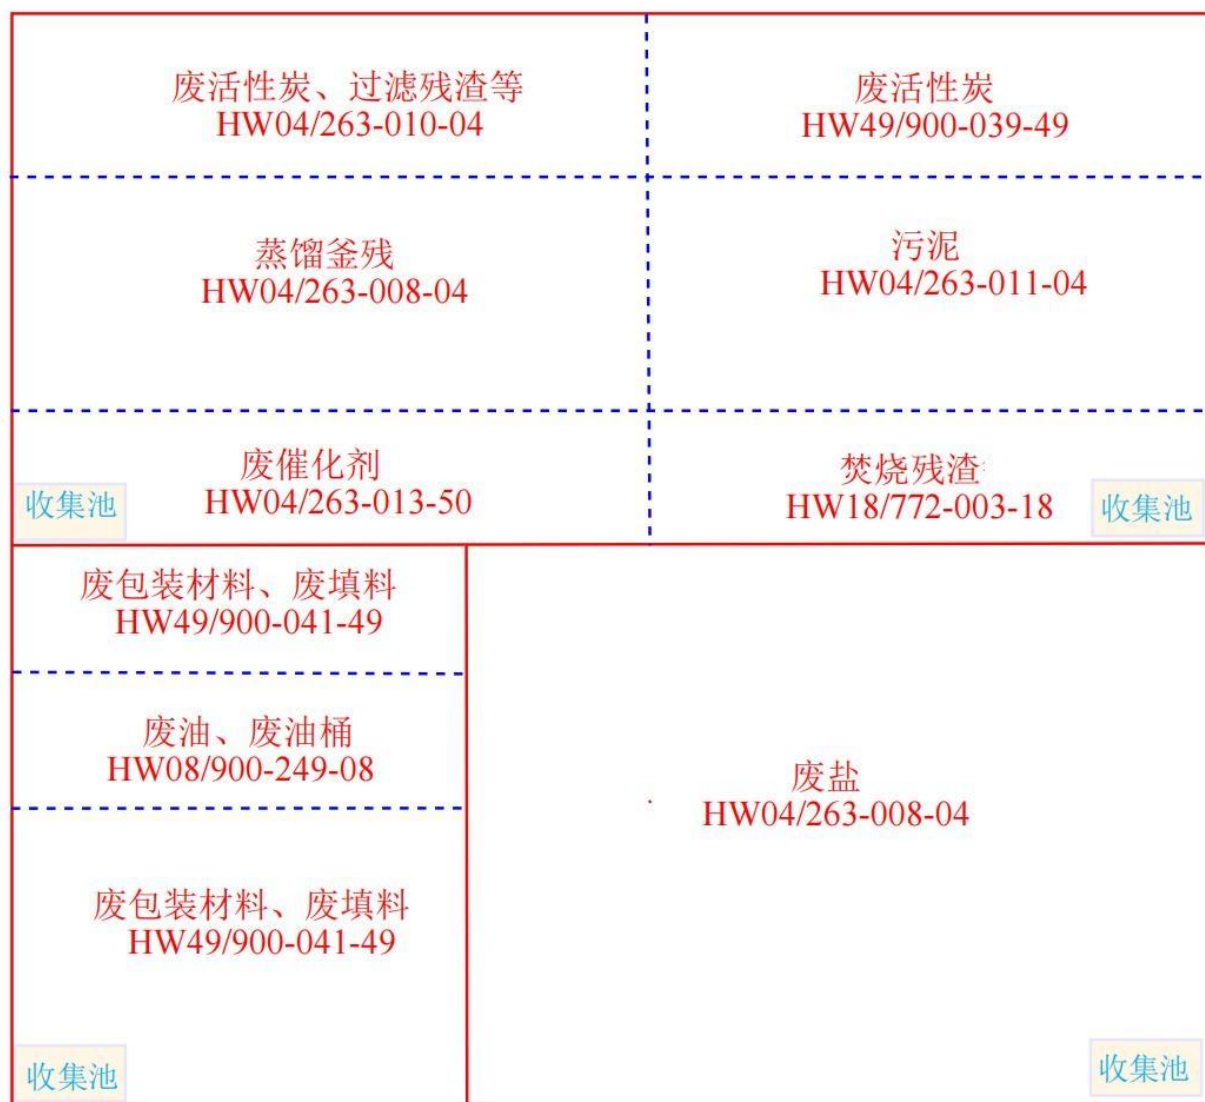 废活性炭、过滤残渣等
HW04/263-010-04
废活性炭
HW49/900-039-49
蒸馏釜残
HW04/263-008-04
污泥
HW04/263-011-04
废催化剂
HW04/263-013-50
收集池
焚烧残渣
HW18/772-003-18
收集池
废包装材料、废填料
HW49/900-041-49
废油、废油桶
HW08/900-249-08
废包装材料、废填料
HW49/900-041-49
收集池
废盐
HW04/263-008-04
收集池